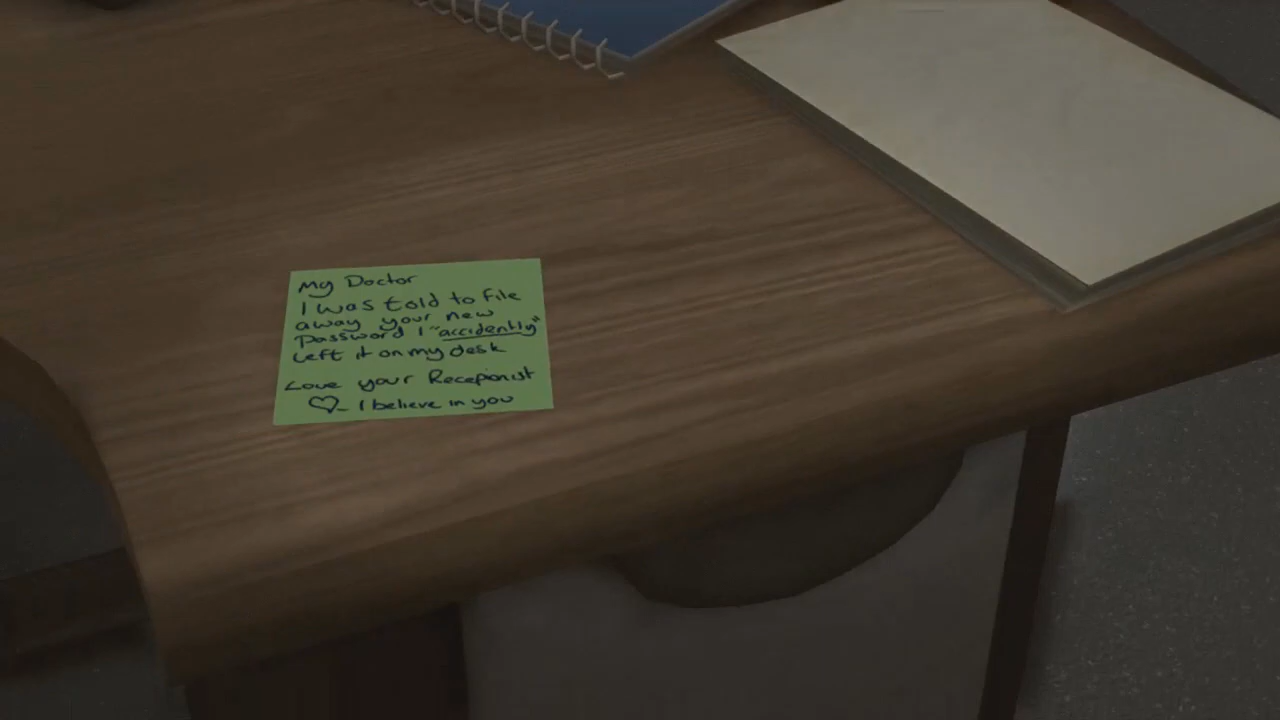 My Doctor
I was told to file
away your new
Password I "accidently"
Left it on my desk
Love your Receponist
♡- I believe in you